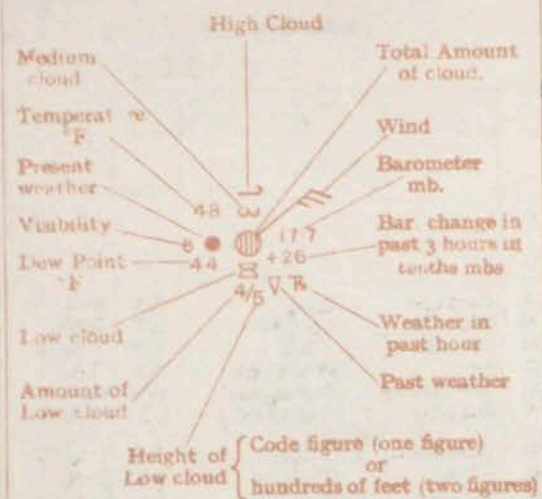 High Cloud
Medium
cloud
Total Amount
of cloud.
Temperat e
°F
Wind
Present
weather
Barometer
mb.
48
Visibility
8
177
Bar. change in
past 3 hours in
tenths mbs
Dew Point
°F
44
+26
4/5
Low cloud
Weather in
past hour
Past weather
Amount of
Low cloud
Height of
Low cloud
Code figure (one figure)
or
hundreds of feet (two figures)